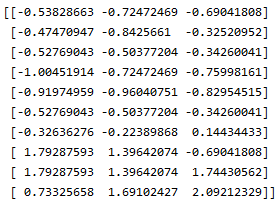 [[-0.53828663 -0.72472469 -0.69041808]
[-0.47470947 -0.8425661 -0.32520952]
[-0.52769043 -0.50377204 -0.34260041]
[-1.00451914 -0.72472469 -0.75998161]
[-0.91974959 -0.96040751 -0.82954515]
[-0.52769043 -0.50377204 -0.34260041]
[-0.32636276 -0.22389868 0.14434433]
[ 1.79287593 1.39642074 -0.69041808]
[ 1.79287593 1.39642074 1.74430562]
[ 0.73325658 1.69102427 2.09212329]]